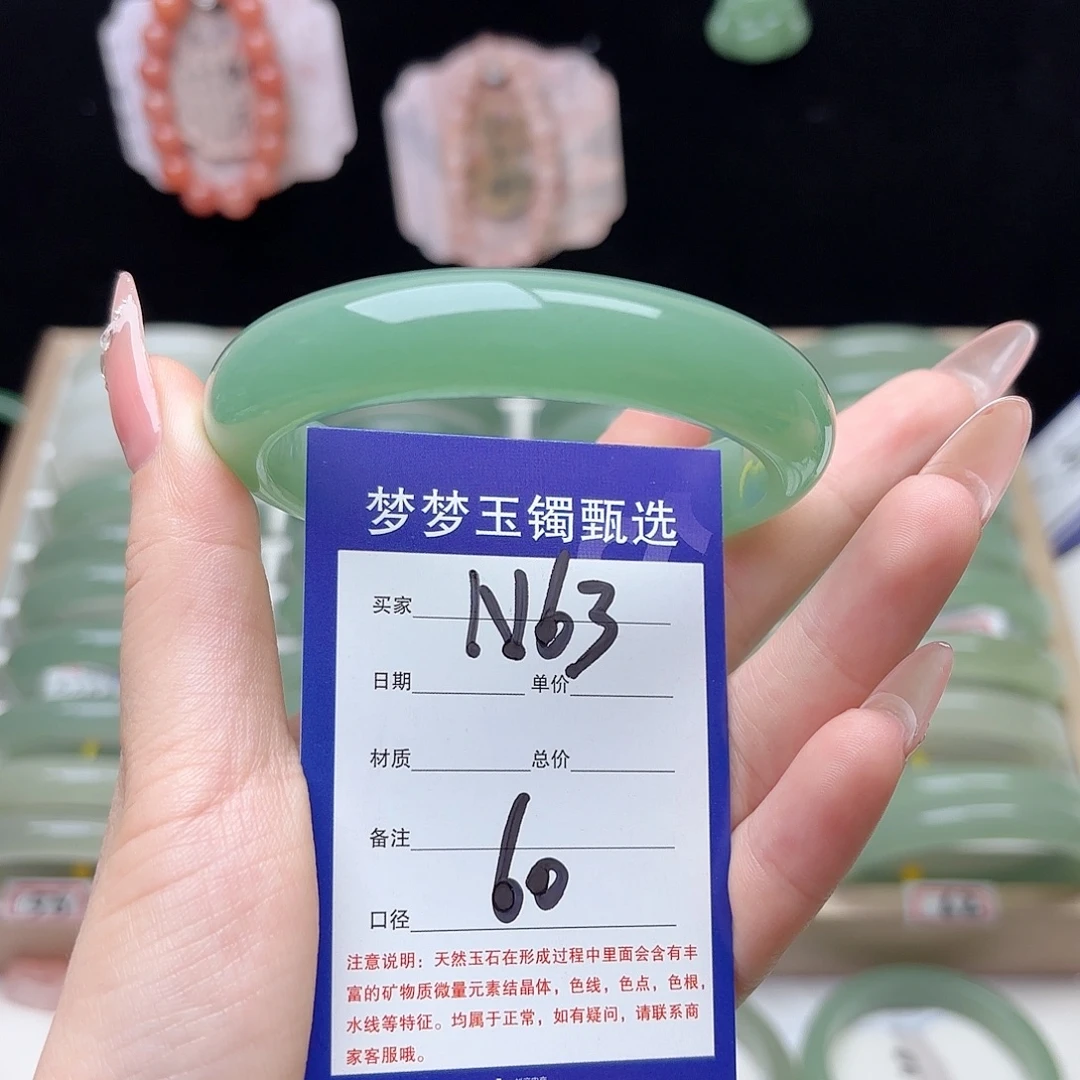 梦梦玉镯甄选
买家 N63
日期 单价
材质 总价
备注
60
口径
注意说明：天然玉石在形成过程中里面会含有丰
富的矿物质微量元素结晶体，色线，色点，色根，
水线等特征。均属于正常，如有疑问，请联系商
家客服哦。